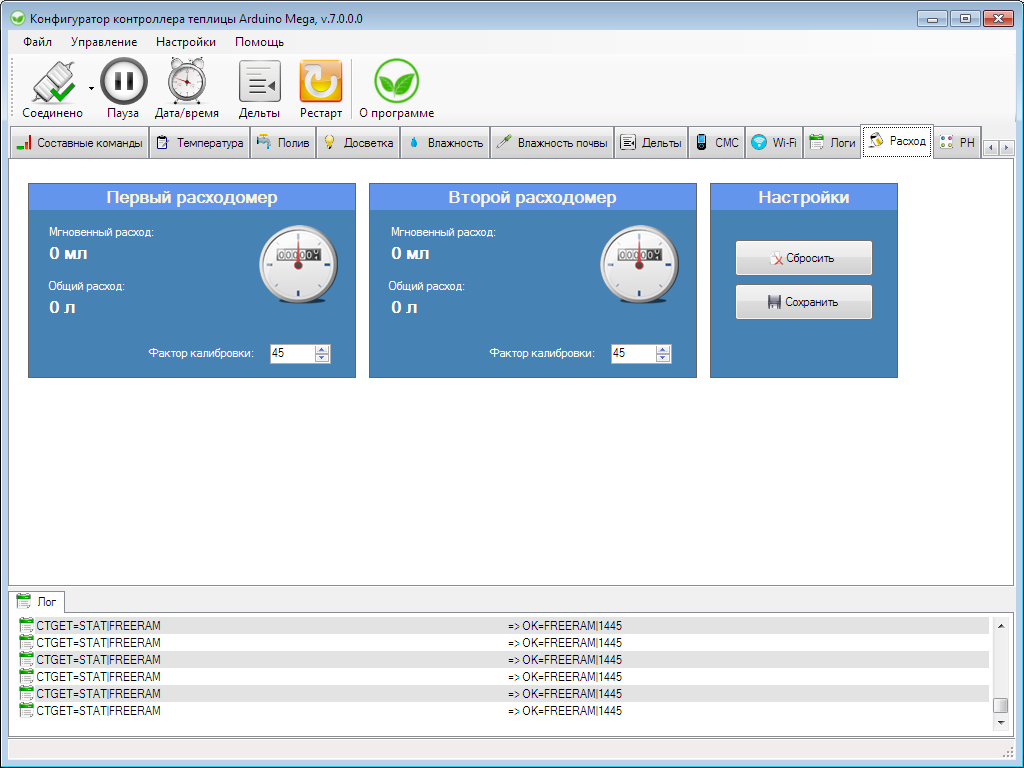 Конфигуратор контроллера теплицы Arduino Mega, v.7.0.0.0
Файл Управление Настройки Помощь
Соединено Пауза Дата/время Дельты Рестарт О программе
Составные команды Температура Полив Досветка Влажность Влажность почвы Дельты СМС Wi-Fi Логи Расход PH
Первый расходомер
Мгновенный расход:
0 мл
Общий расход:
0 л
Фактор калибровки: 45
Второй расходомер
Мгновенный расход:
0 мл
Общий расход:
0 л
Фактор калибровки: 45
Настройки
Сбросить
Сохранить
Лог
CTGET=STAT|FREERAM => OK=FREERAM|1445
CTGET=STAT|FREERAM => OK=FREERAM|1445
CTGET=STAT|FREERAM => OK=FREERAM|1445
CTGET=STAT|FREERAM => OK=FREERAM|1445
CTGET=STAT|FREERAM => OK=FREERAM|1445
CTGET=STAT|FREERAM => OK=FREERAM|1445